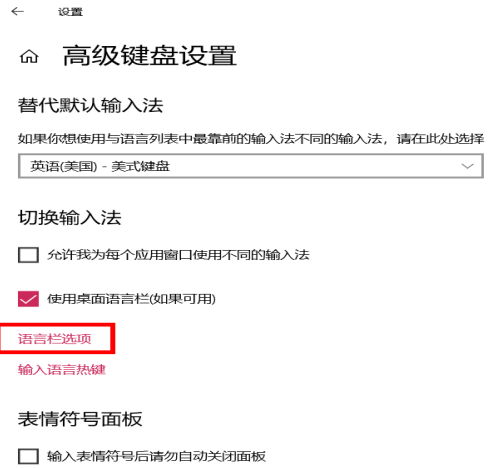 设置
高级键盘设置
替代默认输入法
如果你想使用与语言列表中最靠前的输入法不同的输入法，请在此处选择
英语(美国) - 美式键盘
切换输入法
允许我为每个应用窗口使用不同的输入法
使用桌面语言栏(如果可用)
语言栏选项
输入语言热键
表情符号面板
输入表情符号后请勿自动关闭面板